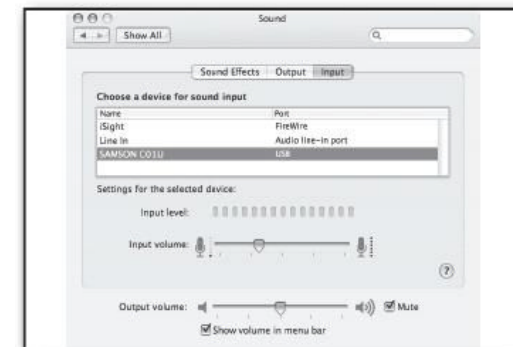 Sound
Show All
Sound Effects Output Input
Choose a device for sound input
Name Port
iSight FireWire
Line In Audio line-in port
SAMSON C01U USB
Settings for the selected device:
Input level:
Input volume:
?
Output volume: Mute
Show volume in menu bar